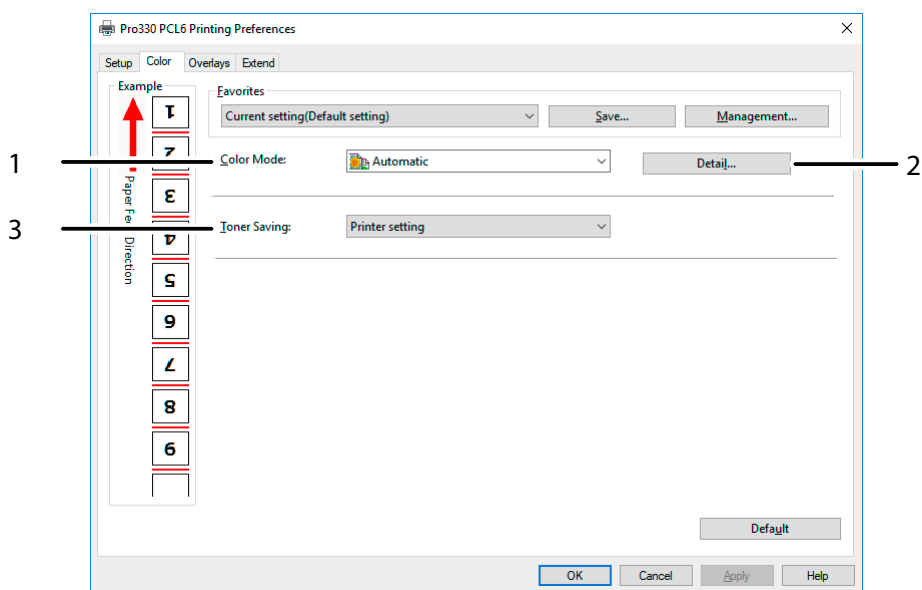 Pro330 PCL6 Printing Preferences
Setup Color Overlays Extend
Example
Favorites
Current setting(Default setting) Save... Management...
1 Color Mode: Automatic Detail... 2
3 Toner Saving: Printer setting
Paper Feed Direction
1
2
3
4
5
6
7
8
9
Default
OK Cancel Apply Help